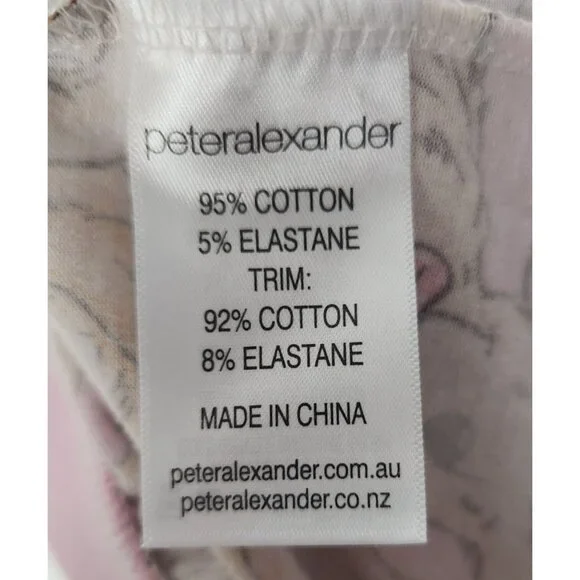 peteralexander
95% COTTON
5% ELASTANE
TRIM:
92% COTTON
8% ELASTANE
MADE IN CHINA
peteralexander.com.au
peteralexander.co.nz